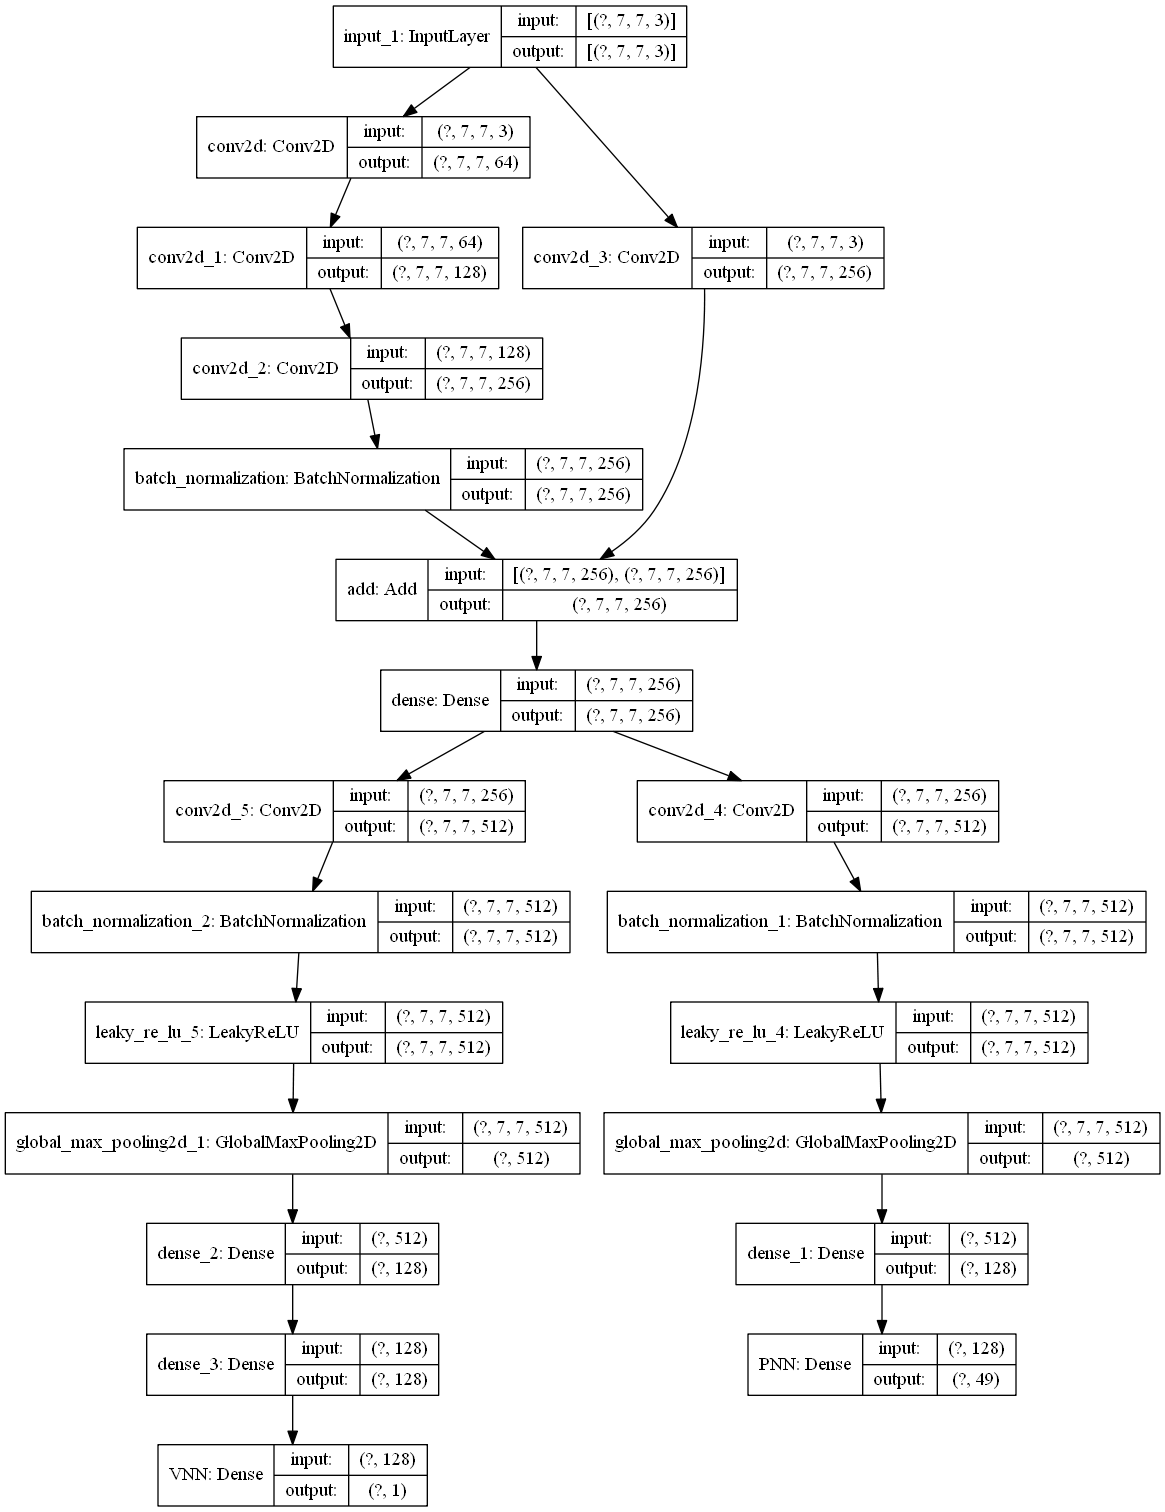 input_1: InputLayer
input: [(?, 7, 7, 3)]
output: [(?, 7, 7, 3)]
conv2d: Conv2D
input: (?, 7, 7, 3)
output: (?, 7, 7, 64)
conv2d_1: Conv2D
input: (?, 7, 7, 64)
output: (?, 7, 7, 128)
conv2d_3: Conv2D
input: (?, 7, 7, 3)
output: (?, 7, 7, 256)
conv2d_2: Conv2D
input: (?, 7, 7, 128)
output: (?, 7, 7, 256)
batch_normalization: BatchNormalization
input: (?, 7, 7, 256)
output: (?, 7, 7, 256)
add: Add
input: [(?, 7, 7, 256), (?, 7, 7, 256)]
output: (?, 7, 7, 256)
dense: Dense
input: (?, 7, 7, 256)
output: (?, 7, 7, 256)
conv2d_5: Conv2D
input: (?, 7, 7, 256)
output: (?, 7, 7, 512)
conv2d_4: Conv2D
input: (?, 7, 7, 256)
output: (?, 7, 7, 512)
batch_normalization_2: BatchNormalization
input: (?, 7, 7, 512)
output: (?, 7, 7, 512)
batch_normalization_1: BatchNormalization
input: (?, 7, 7, 512)
output: (?, 7, 7, 512)
leaky_re_lu_5: LeakyReLU
input: (?, 7, 7, 512)
output: (?, 7, 7, 512)
leaky_re_lu_4: LeakyReLU
input: (?, 7, 7, 512)
output: (?, 7, 7, 512)
global_max_pooling2d_1: GlobalMaxPooling2D
input: (?, 7, 7, 512)
output: (?, 512)
global_max_pooling2d: GlobalMaxPooling2D
input: (?, 7, 7, 512)
output: (?, 512)
dense_2: Dense
input: (?, 512)
output: (?, 128)
dense_1: Dense
input: (?, 512)
output: (?, 128)
dense_3: Dense
input: (?, 128)
output: (?, 128)
PNN: Dense
input: (?, 128)
output: (?, 49)
VNN: Dense
input: (?, 128)
output: (?, 1)